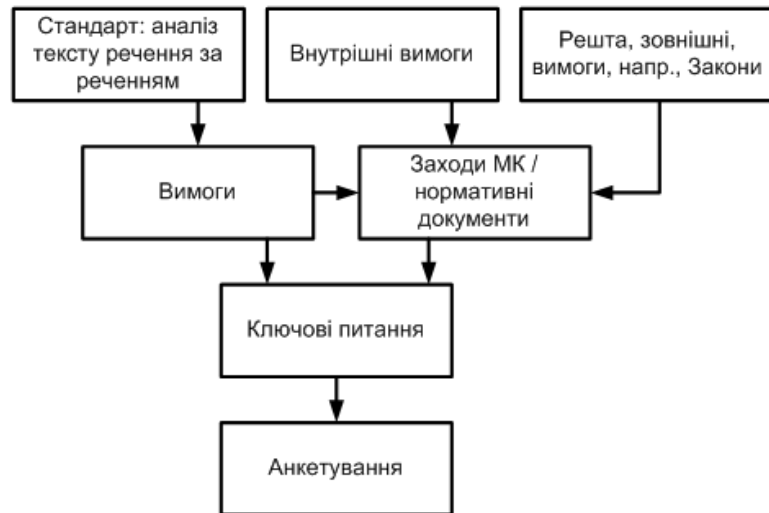 Стандарт: аналіз
тексту речення за
реченням
Внутрішні вимоги
Решта, зовнішні,
вимоги, напр., Закони
Вимоги
Заходи МК /
нормативні
документи
Ключові питання
Анкетування